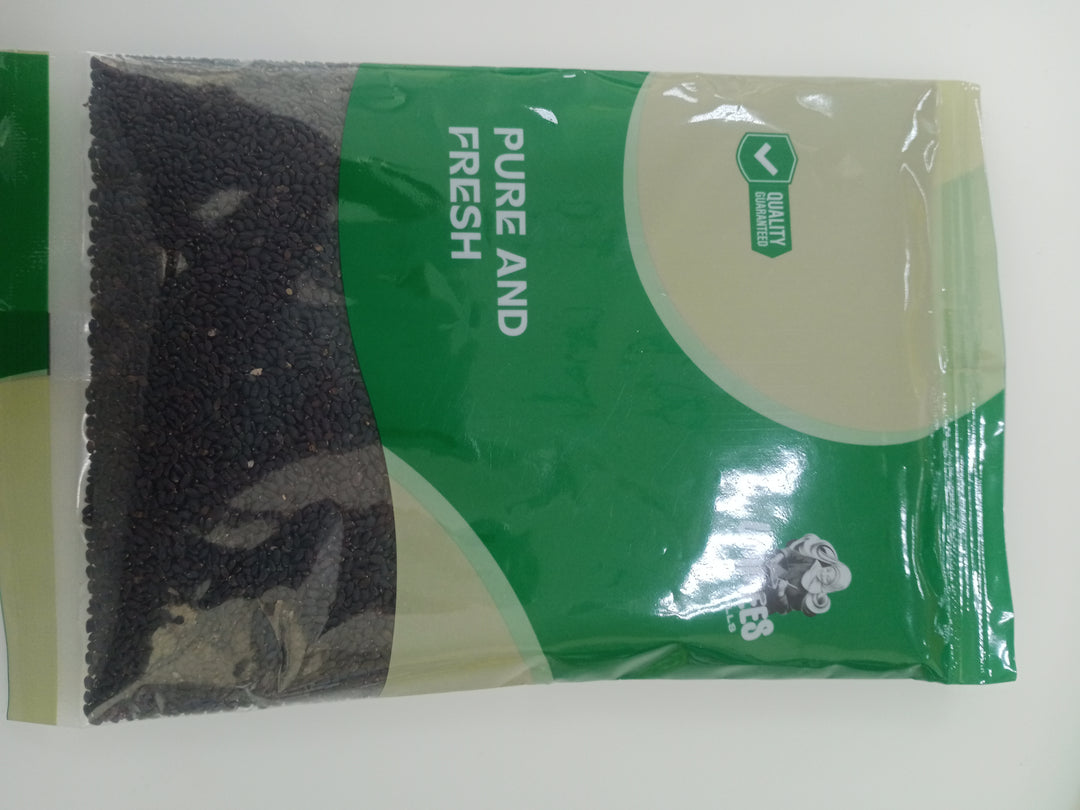 QUALITY
GUARANTEED
PURE AND
FRESH